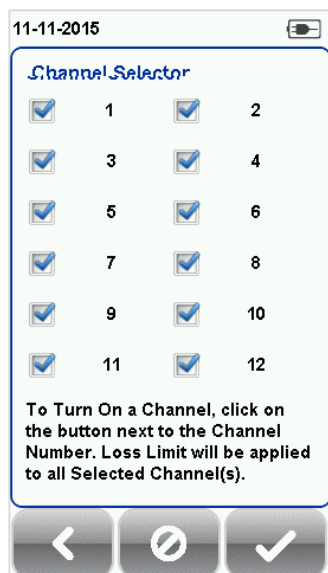 11-11-2015
Channel Selector
1 2
3 4
5 6
7 8
9 10
11 12
To Turn On a Channel, click on
the button next to the Channel
Number. Loss Limit will be applied
to all Selected Channel(s).